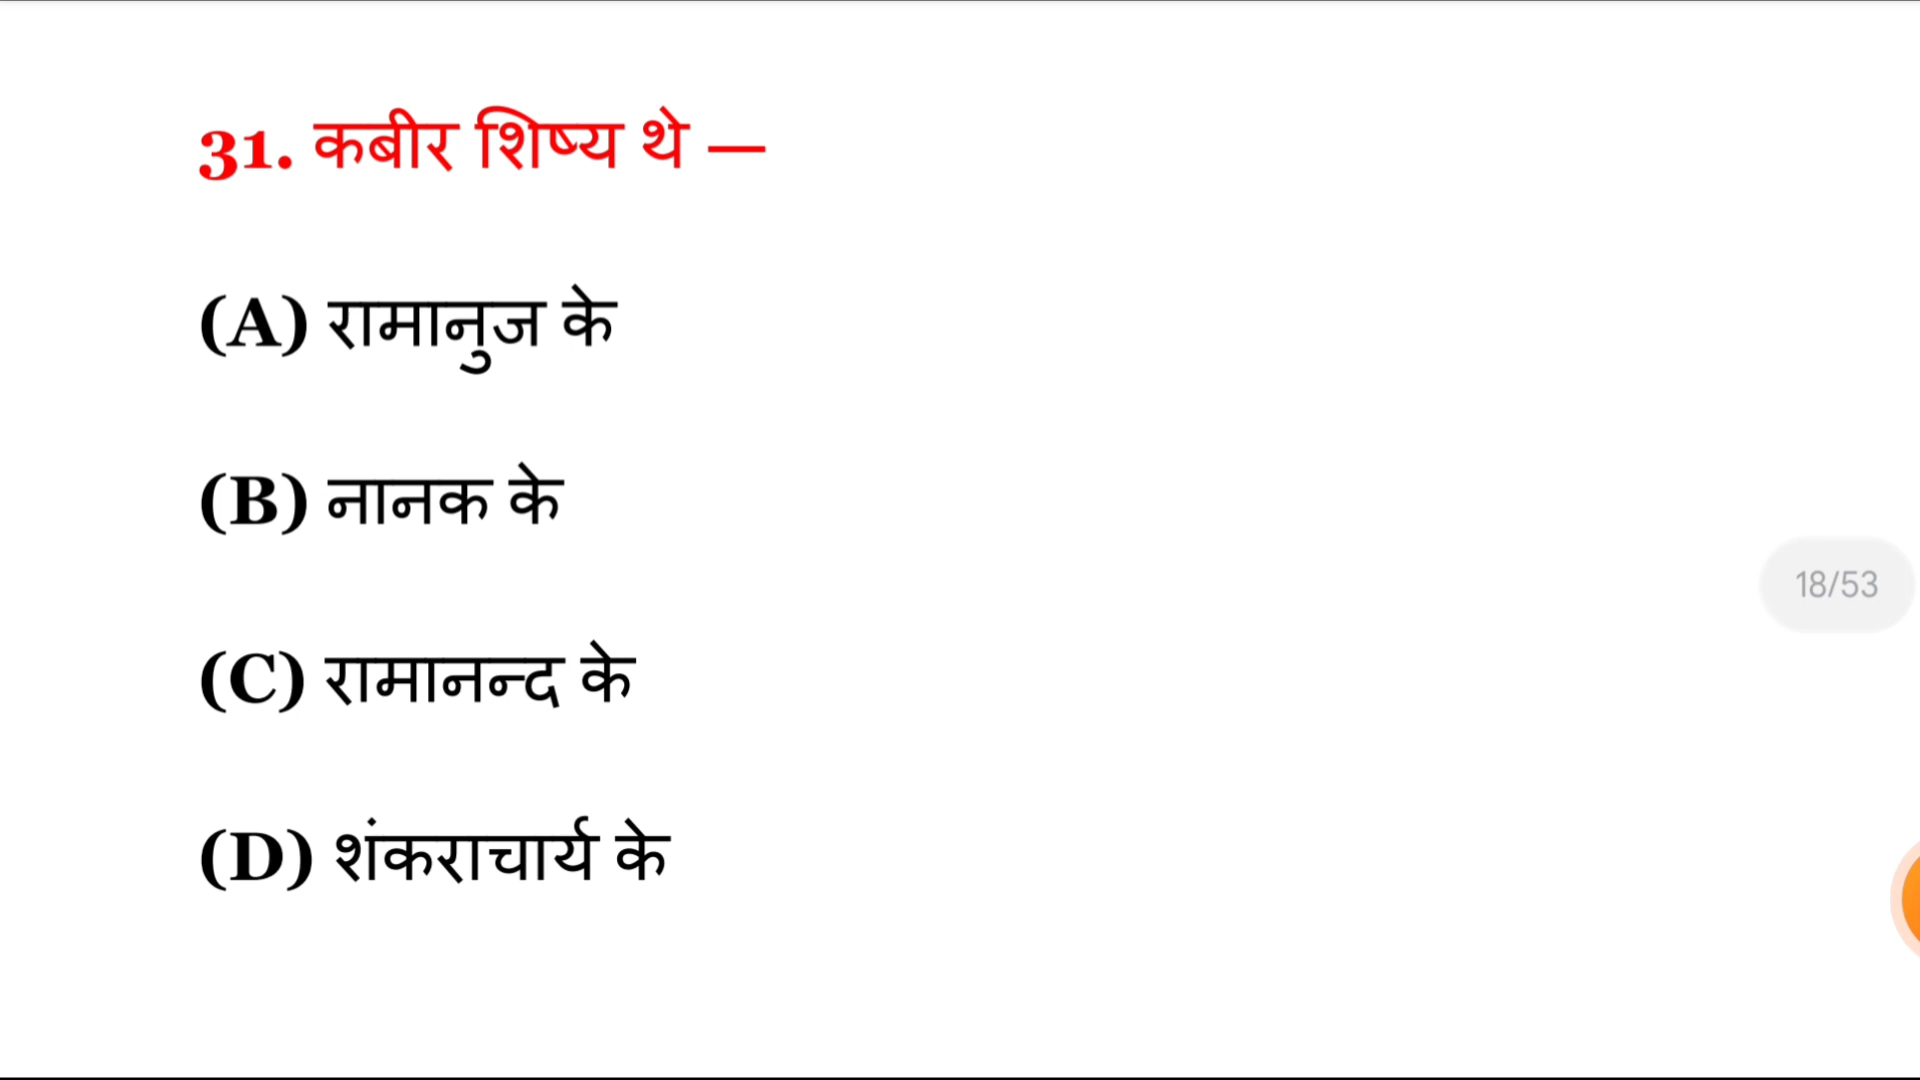 31. कबीर शिष्य थे —
(A) रामानुज के
(B) नानक के
(C) रामानन्द के
18/53
(D) शंकराचार्य के